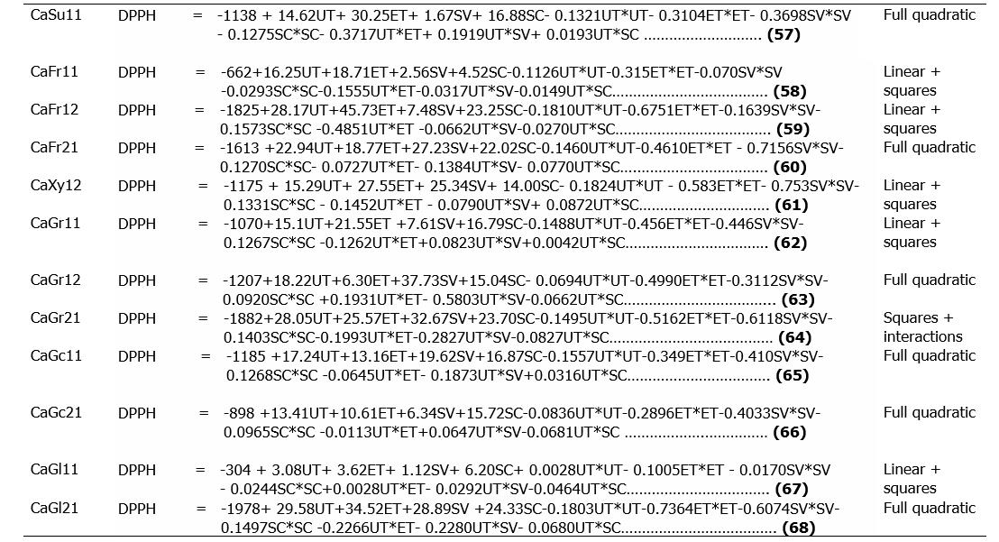 CaSu11 DPPH = -1138 + 14.62UT+ 30.25ET+ 1.67SV+ 16.88SC- 0.1321UT*UT- 0.3104ET*ET- 0.3698SV*SV Full quadratic
- 0.1275SC*SC- 0.3717UT*ET+ 0.1919UT*SV+ 0.0193UT*SC ............................ (57)
CaFr11 DPPH = -662+16.25UT+18.71ET+2.56SV+4.52SC-0.1126UT*UT-0.315ET*ET-0.070SV*SV Linear +
-0.0293SC*SC-0.1555UT*ET-0.0317UT*SV-0.0149UT*SC..................................... (58) squares
CaFr12 DPPH = -1825+28.17UT+45.73ET+7.48SV+23.25SC-0.1810UT*UT-0.6751ET*ET-0.1639SV*SV- Linear +
0.1573SC*SC -0.4851UT*ET -0.0662UT*SV-0.0270UT*SC..................................... (59) squares
CaFr21 DPPH = -1613 +22.94UT+18.77ET+27.23SV+22.02SC-0.1460UT*UT-0.4610ET*ET - 0.7156SV*SV- Full quadratic
0.1270SC*SC- 0.0727UT*ET- 0.1384UT*SV- 0.0770UT*SC................................... (60)
CaXy12 DPPH = -1175 + 15.29UT+ 27.55ET+ 25.34SV+ 14.00SC- 0.1824UT*UT - 0.583ET*ET- 0.753SV*SV- Linear +
0.1331SC*SC - 0.1452UT*ET - 0.0790UT*SV+ 0.0872UT*SC................................... (61) squares
CaGr11 DPPH = -1070+15.1UT+21.55ET +7.61SV+16.79SC-0.1488UT*UT-0.456ET*ET-0.446SV*SV- Linear +
0.1267SC*SC -0.1262UT*ET+0.0823UT*SV+0.0042UT*SC.................................. (62) squares
CaGr12 DPPH = -1207+18.22UT+6.30ET+37.73SV+15.04SC- 0.0694UT*UT-0.4990ET*ET-0.3112SV*SV- Full quadratic
0.0920SC*SC +0.1931UT*ET- 0.5803UT*SV-0.0662UT*SC.................................... (63)
CaGr21 DPPH = -1882+28.05UT+25.57ET+32.67SV+23.70SC-0.1495UT*UT-0.5162ET*ET-0.6118SV*SV- Squares +
0.1403SC*SC-0.1993UT*ET-0.2827UT*SV-0.0827UT*SC....................................... (64) interactions
CaGc11 DPPH = -1185 +17.24UT+13.16ET+19.62SV+16.87SC-0.1557UT*UT-0.349ET*ET-0.410SV*SV- Full quadratic
0.1268SC*SC -0.0645UT*ET- 0.1873UT*SV+0.0316UT*SC.................................. (65)
CaGc21 DPPH = -898 +13.41UT+10.61ET+6.34SV+15.72SC-0.0836UT*UT-0.2896ET*ET-0.4033SV*SV- Full quadratic
0.0965SC*SC -0.0113UT*ET+0.0647UT*SV-0.0681UT*SC .................................. (66)
CaGl11 DPPH = -304 + 3.08UT+ 3.62ET+ 1.12SV+ 6.20SC+ 0.0028UT*UT- 0.1005ET*ET - 0.0170SV*SV Linear +
- 0.0244SC*SC+0.0028UT*ET- 0.0292UT*SV-0.0464UT*SC.................................. (67) squares
CaGl21 DPPH = -1978+ 29.58UT+34.52ET+28.89SV +24.33SC-0.1803UT*UT-0.7364ET*ET-0.6074SV*SV- Full quadratic
0.1497SC*SC -0.2266UT*ET- 0.2280UT*SV- 0.0680UT*SC..................................... (68)